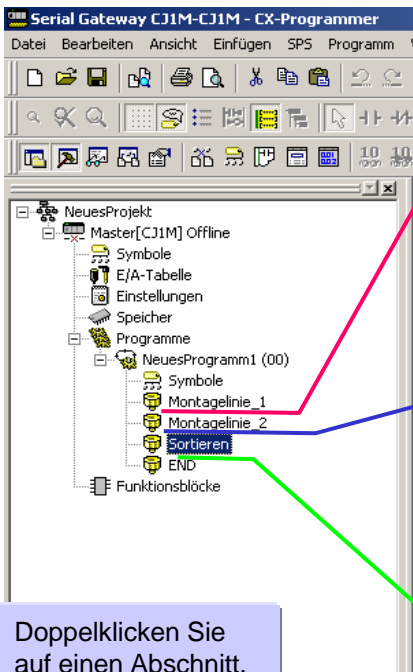 Serial Gateway CJ1M-CJ1M - CX-Programmer
Datei Bearbeiten Ansicht Einfügen SPS Programm
NeuesProjekt
Master[CJ1M] Offline
Symbole
E/A-Tabelle
Einstellungen
Speicher
Programme
NeuesProgramm1 (00)
Symbole
Montagelinie_1
Montagelinie_2
Sortieren
END
Funktionsblöcke
Doppelklicken Sie
auf einen Abschnitt,